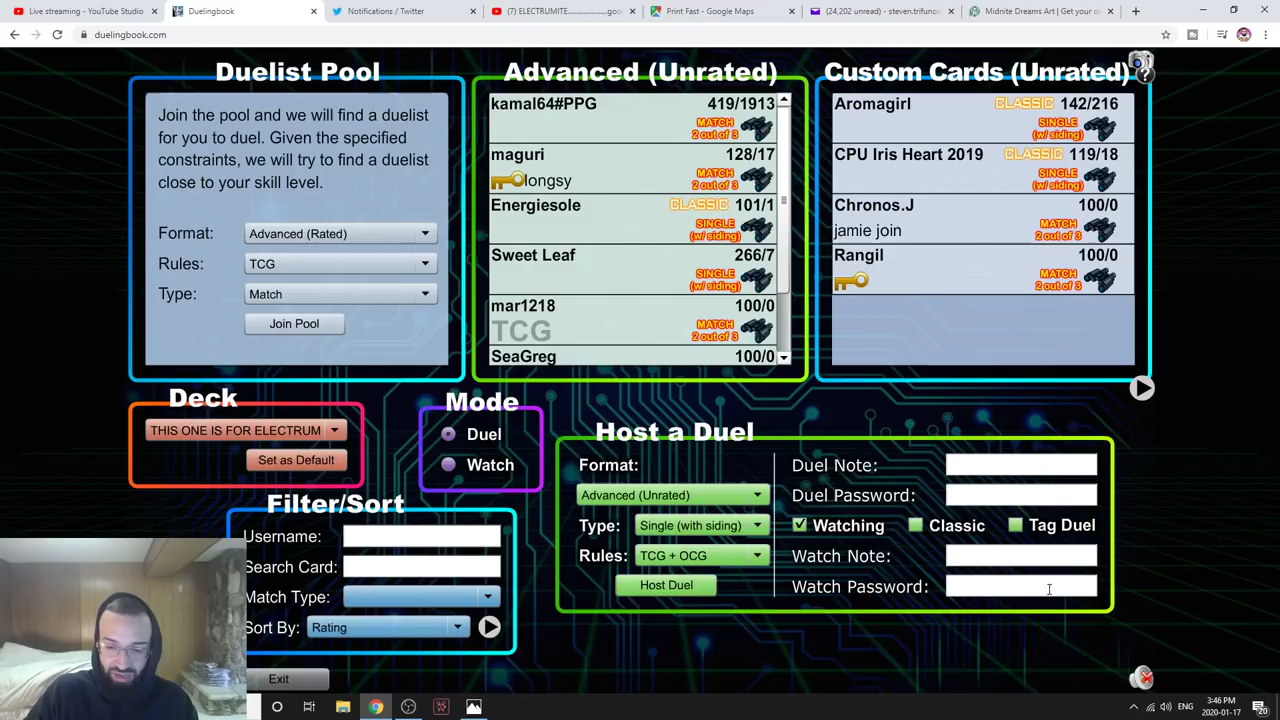 Live streaming - YouTube Studio
Duelingbook
Notifications / Twitter
(7) ELECTRUMITE...................goo
Print Fast - Google Maps
(24,202 unread) - steven.trifunos
Midnite Dreams Art | Get your o
duelingbook.com
Duelist Pool
Join the pool and we will find a duelist
for you to duel. Given the specified
constraints, we will try to find a duelist
close to your skill level.
Format: Advanced (Rated)
Rules: TCG
Type: Match
Join Pool
Advanced (Unrated)
kamal64#PPG 419/1913
MATCH
2 out of 3
maguri 128/17
MATCH
longsy 2 out of 3
Energiesole CLASSIC 101/1
SINGLE
(w/ siding)
Sweet Leaf 266/7
SINGLE
(w/ siding)
mar1218 100/0
MATCH
TCG 2 out of 3
SeaGreg 100/0
Custom Cards (Unrated)
?
Aromagirl CLASSIC 142/216
SINGLE
(w/ siding)
CPU Iris Heart 2019 CLASSIC 119/18
SINGLE
(w/ siding)
Chronos.J 100/0
MATCH
jamie join 2 out of 3
Rangil 100/0
MATCH
2 out of 3
Deck
THIS ONE IS FOR ELECTRUM
Set as Default
Mode
Duel
Watch
Filter/Sort
Username:
Search Card:
Match Type:
Sort By: Rating
Exit
Host a Duel
Format:
Advanced (Unrated)
Type: Single (with siding)
Rules: TCG + OCG
Host Duel
Duel Note:
Duel Password:
Watching Classic Tag Duel
Watch Note:
Watch Password:
ENG
3:46 PM
2020-01-17
20